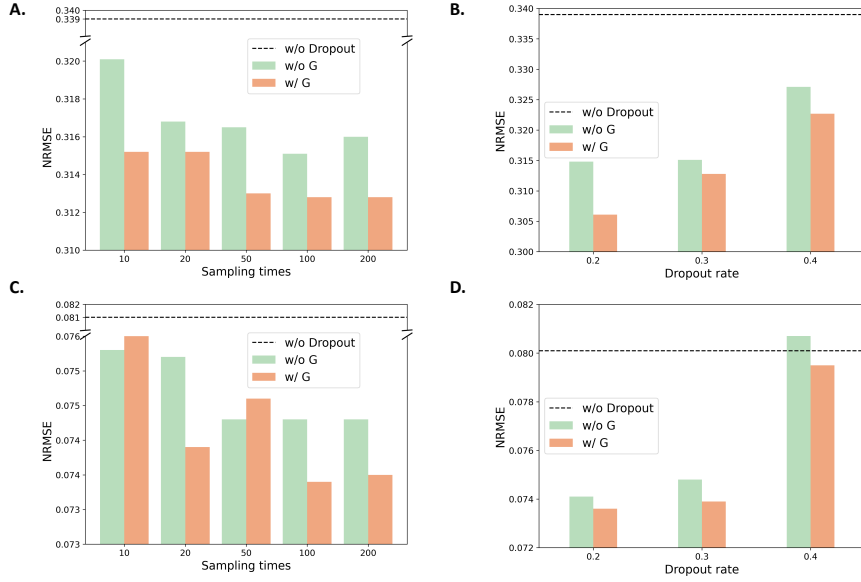 A.
0.340
0.339
0.320
0.318
0.316
0.314
0.312
0.310
NRMSE
w/o Dropout
w/o G
w/ G
10
20
50
100
200
Sampling times
B.
0.340
0.335
0.330
0.325
0.320
0.315
0.310
0.305
0.300
NRMSE
w/o Dropout
w/o G
w/ G
0.2
0.3
0.4
Dropout rate
C.
0.082
0.081
0.076
0.075
0.075
0.074
0.074
0.073
0.073
NRMSE
w/o Dropout
w/o G
w/ G
10
20
50
100
200
Sampling times
D.
0.082
0.080
0.078
0.076
0.074
0.072
NRMSE
w/o Dropout
w/o G
w/ G
0.2
0.3
0.4
Dropout rate